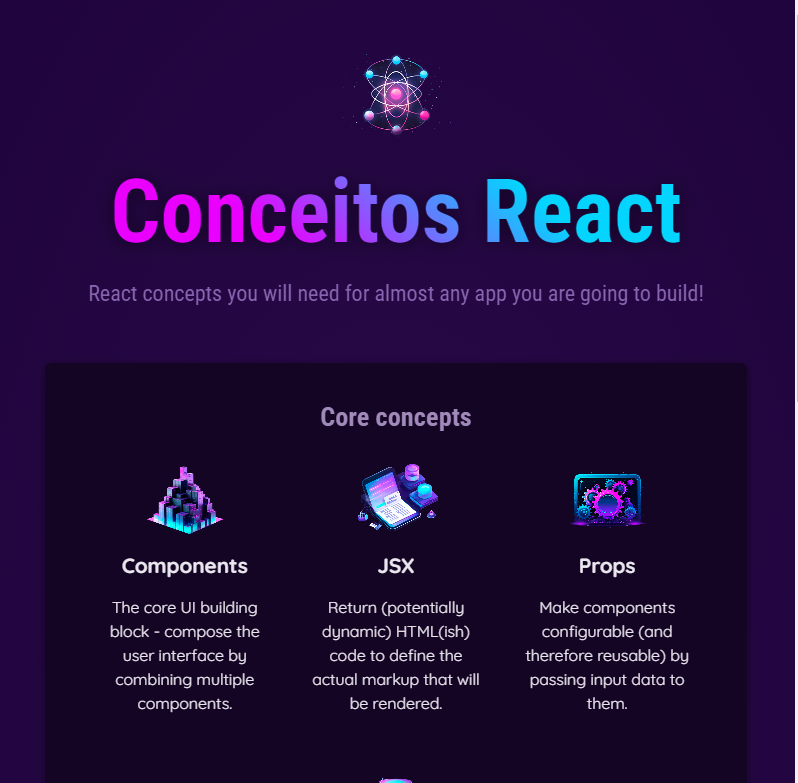 Conceitos React
React concepts you will need for almost any app you are going to build!
Core concepts
Components
The core UI building
block - compose the
user interface by
combining multiple
components.
JSX
Return (potentially
dynamic) HTML(ish)
code to define the
actual markup that will
be rendered.
Props
Make components
configurable (and
therefore reusable) by
passing input data to
them.